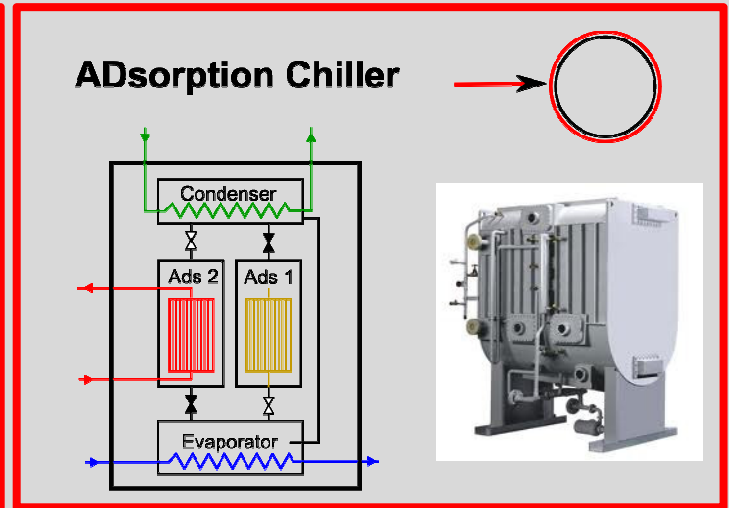 ADsorption Chiller
Condenser
Ads 2
Ads 1
Evaporator